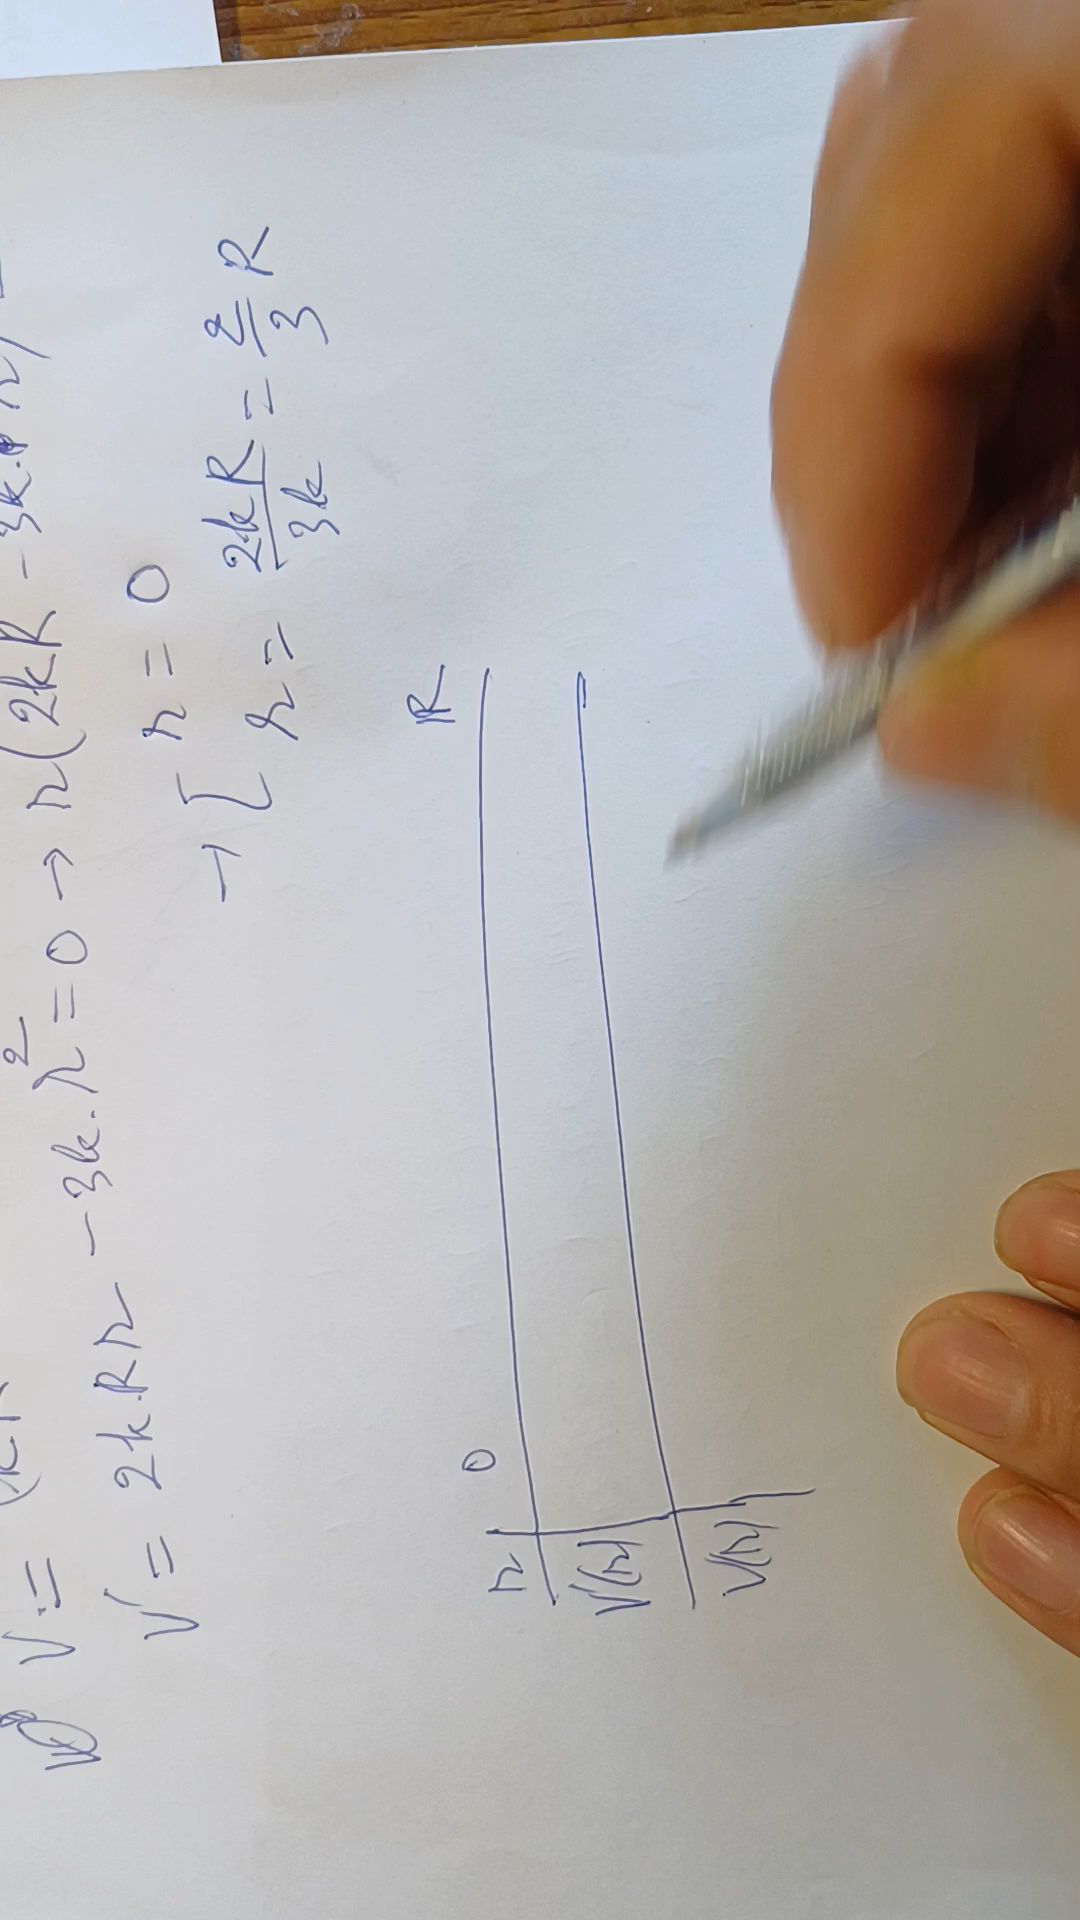 V =
V' = 2k.Rr - 3k.r² = 0 → r(2kR - 3k.r)
→ [ r = 0
r = 2kR/3k = 2/3 R
r 0 R
V'(r)
V(r)